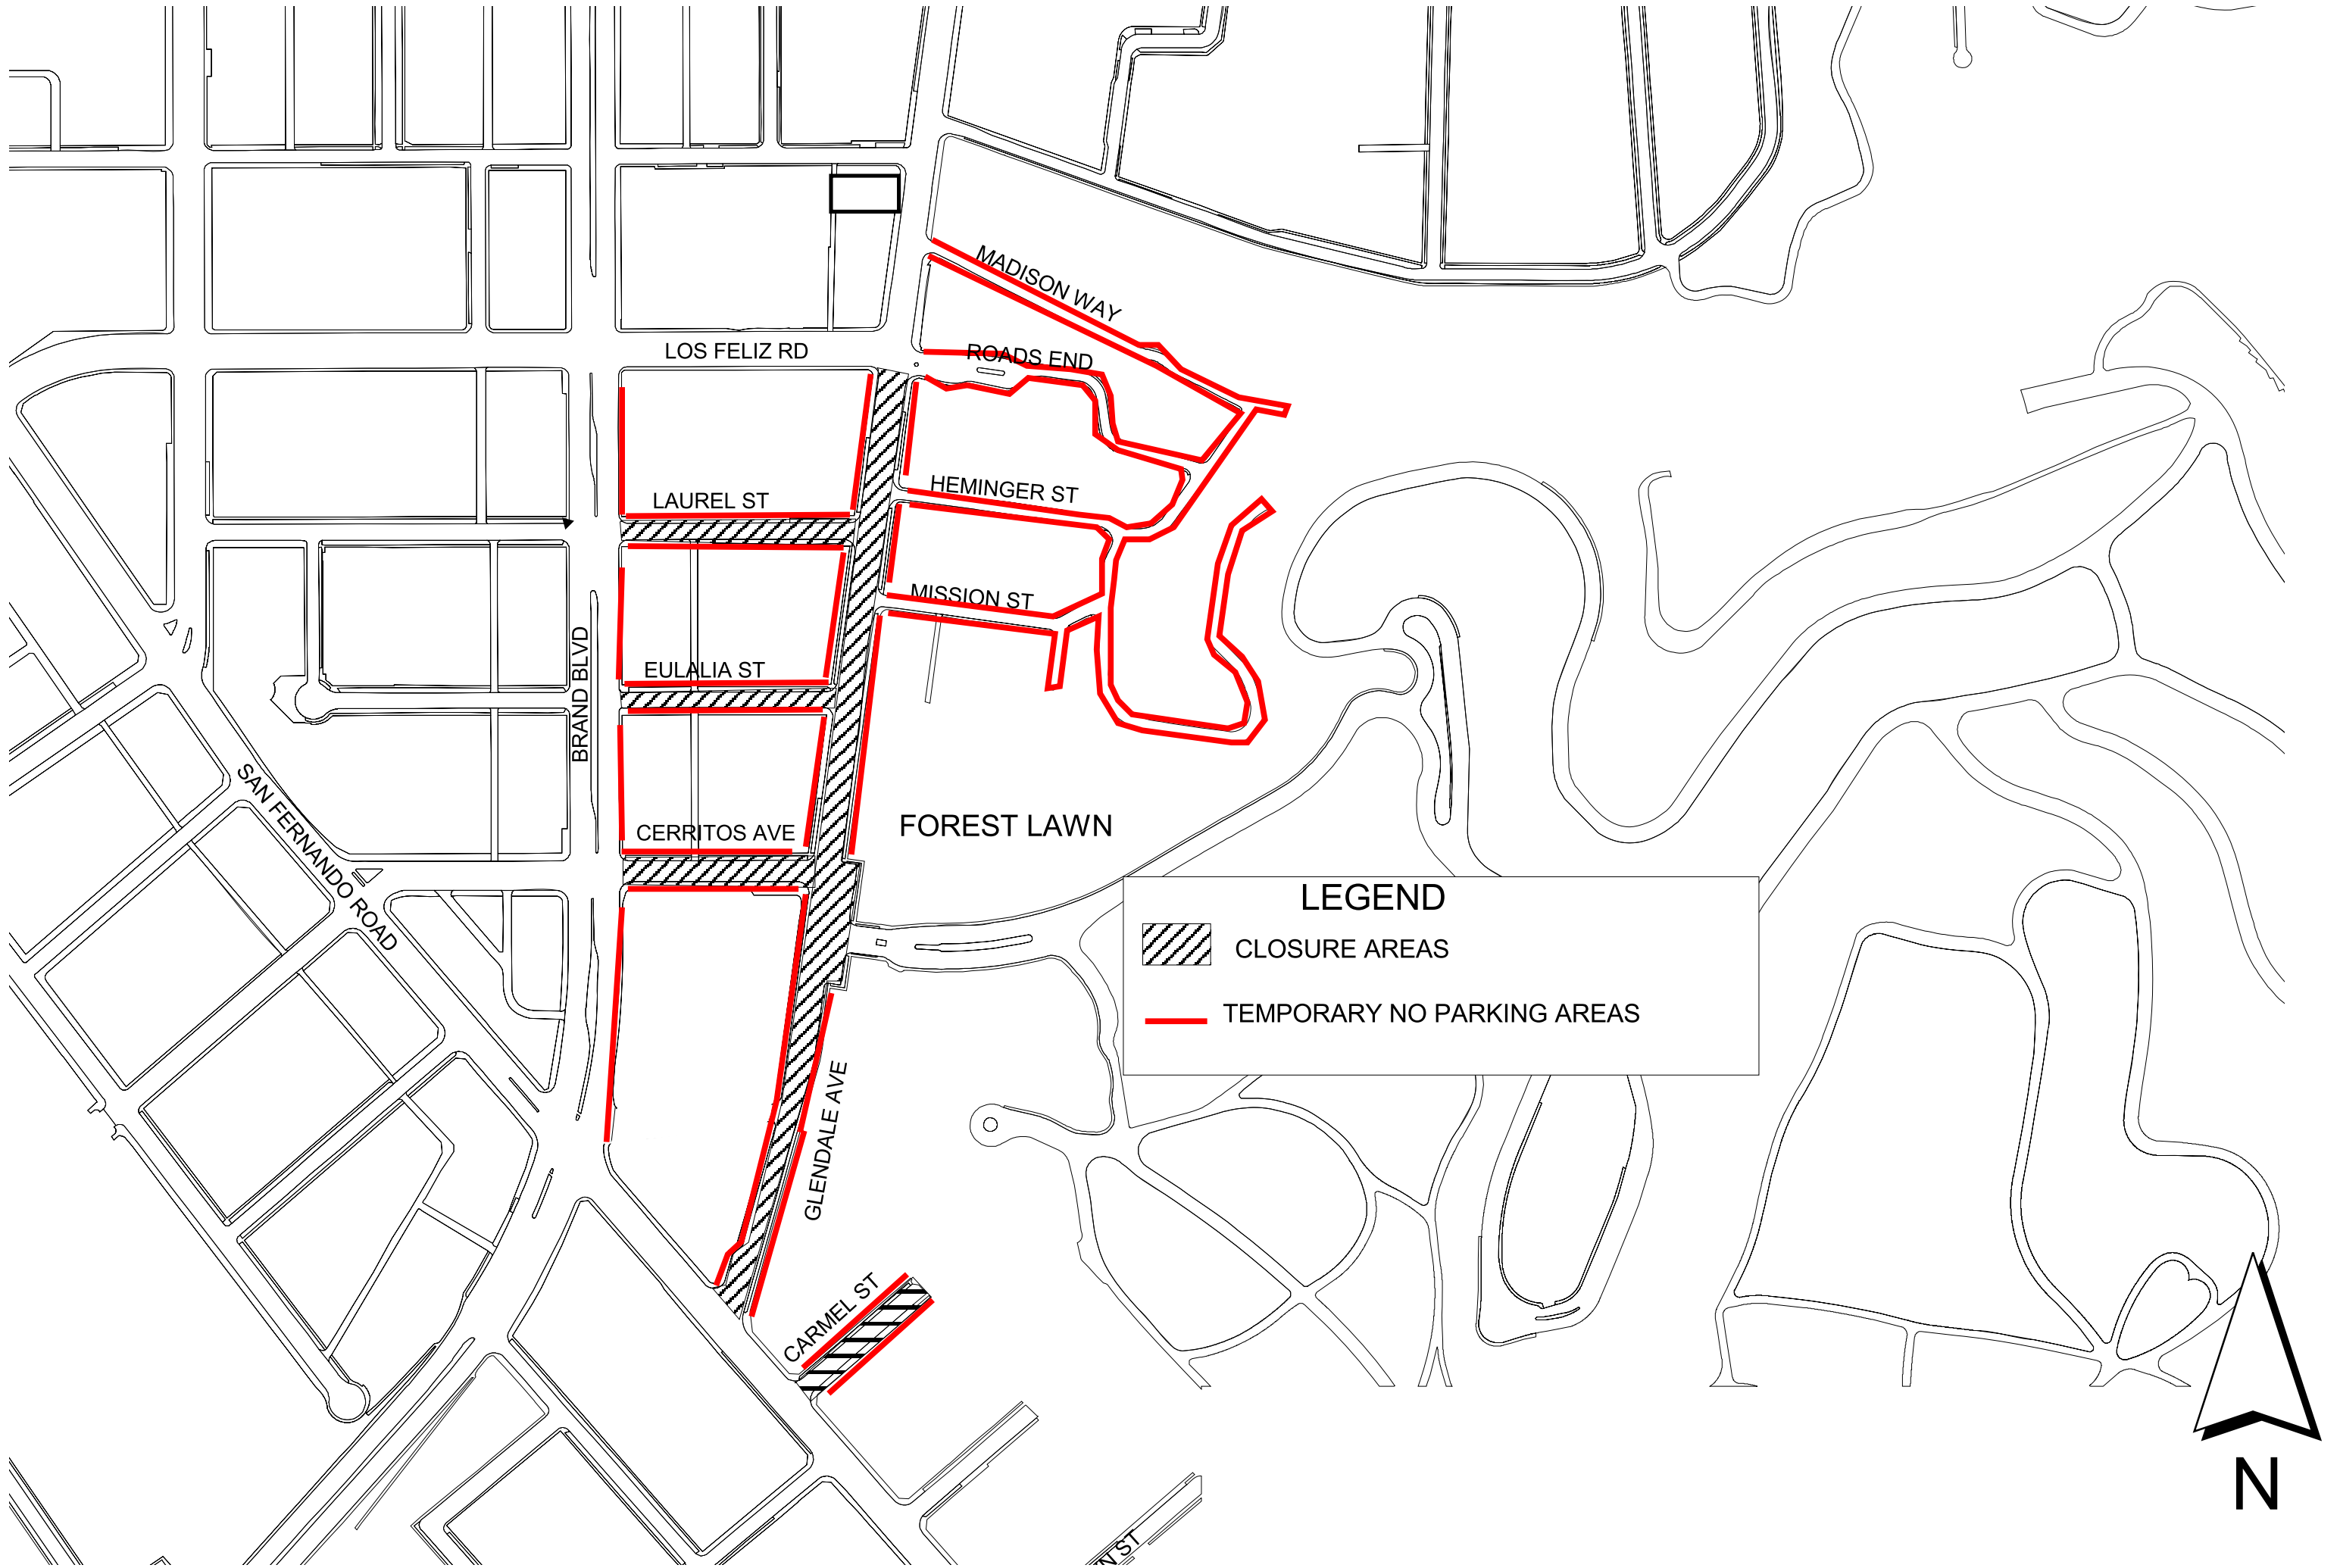 MADISON WAY
LOS FELIZ RD
ROADS END
LAUREL ST
HEMINGER ST
MISSION ST
BRAND BLVD
EULALIA ST
SAN FERNANDO ROAD
CERRITOS AVE
FOREST LAWN
LEGEND
CLOSURE AREAS
TEMPORARY NO PARKING AREAS
GLENDALE AVE
CARMEL ST
N
ST